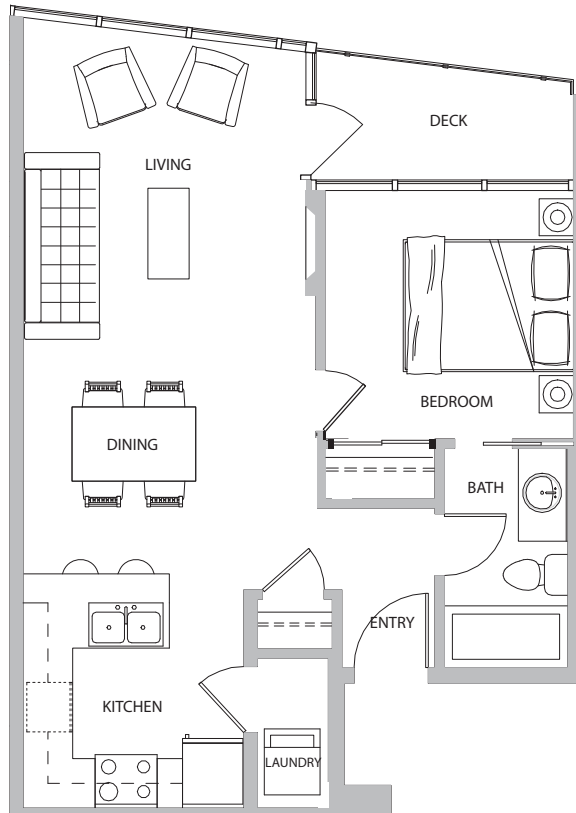 DECK
LIVING
BEDROOM
DINING
BATH
ENTRY
KITCHEN
LAUNDRY